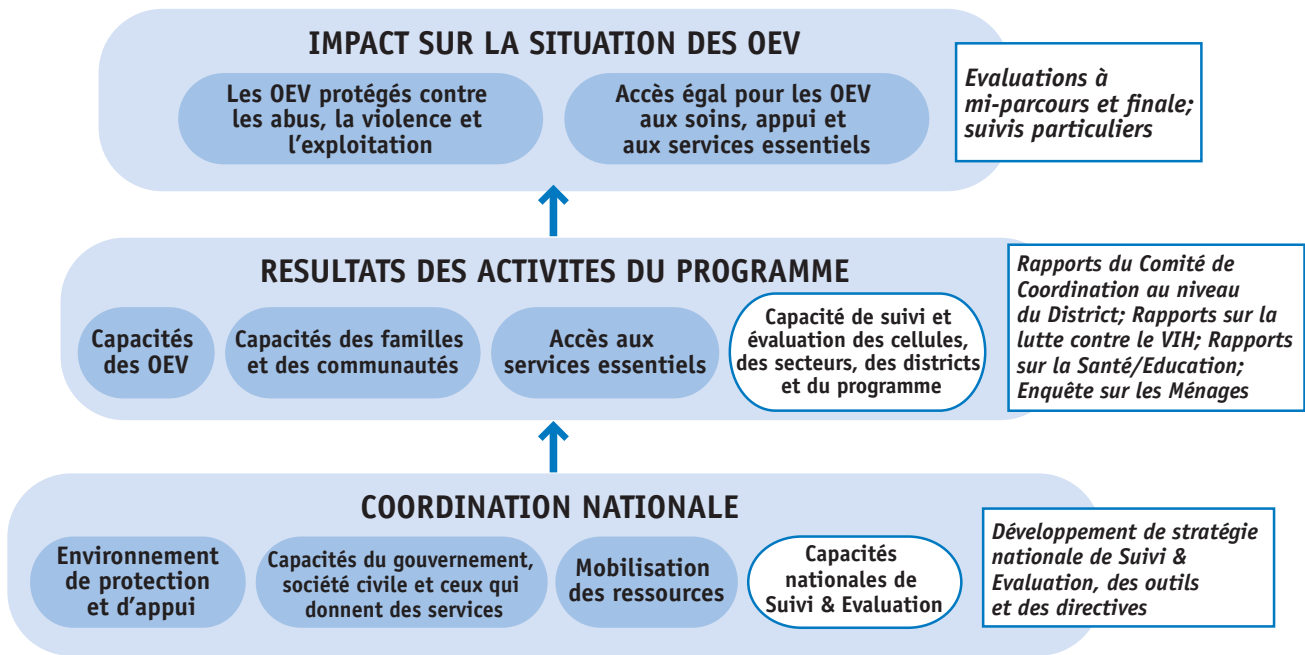 IMPACT SUR LA SITUATION DES OEV
Les OEV protégés contre
les abus, la violence et
l'exploitation
Accès égal pour les OEV
aux soins, appui et
aux services essentiels
Evaluations à
mi-parcours et finale;
suivis particuliers
RESULTATS DES ACTIVITES DU PROGRAMME
Capacités
des OEV
Capacités des familles
et des communautés
Accès aux
services essentiels
Capacité de suivi et
évaluation des cellules,
des secteurs, des districts
et du programme
Rapports du Comité de
Coordination au niveau
du District; Rapports sur la
lutte contre le VIH; Rapports
sur la Santé/Education;
Enquête sur les Ménages
COORDINATION NATIONALE
Environnement
de protection
et d'appui
Capacités du gouvernement,
société civile et ceux qui
donnent des services
Mobilisation
des ressources
Capacités
nationales de
Suivi & Evaluation
Développement de stratégie
nationale de Suivi &
Evaluation, des outils
et des directives